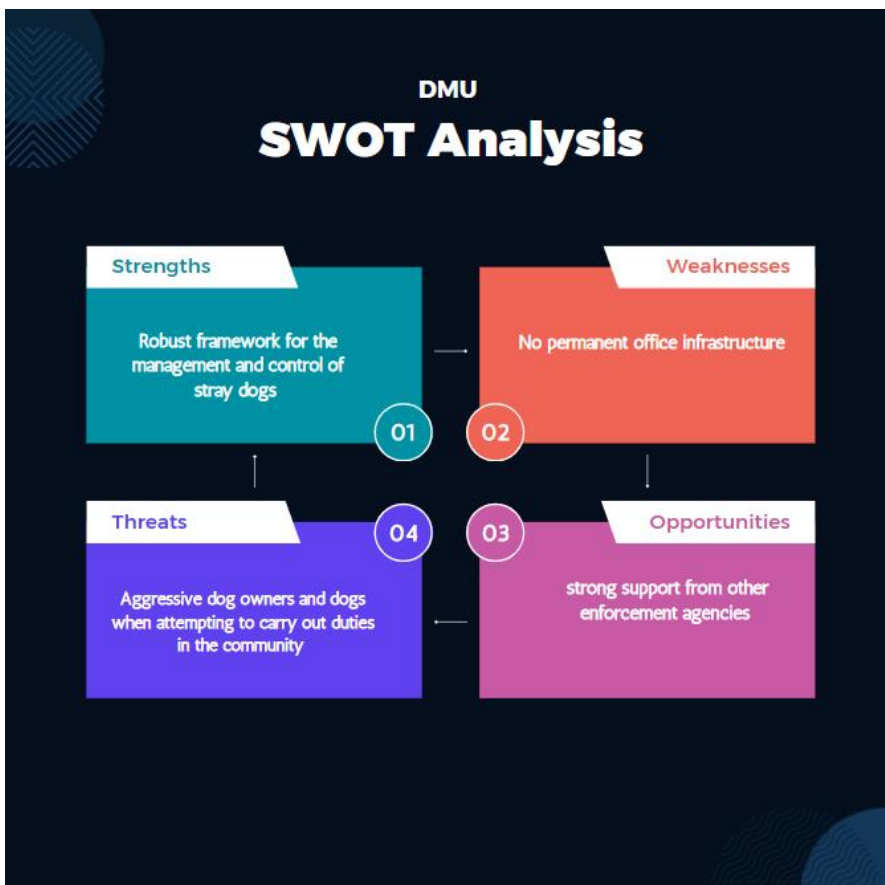 DMU
SWOT Analysis
Strengths
Robust framework for the
management and control of
stray dogs
01
Weaknesses
No permanent office infrastructure
02
Opportunities
03
strong support from other
enforcement agencies
Threats
04
Aggressive dog owners and dogs
when attempting to carry out duties
in the community